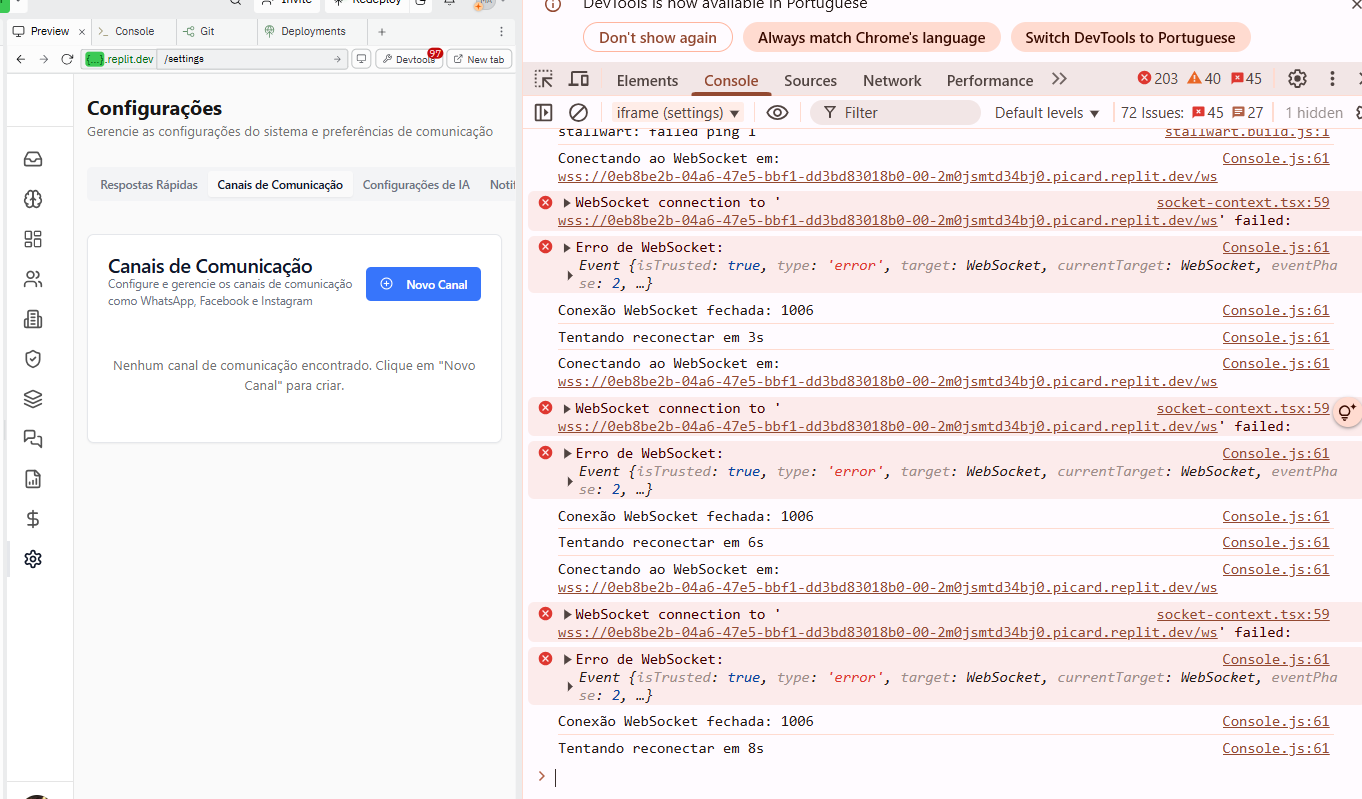 Invite
Redeploy
Preview
Console
Git
Deployments
.replit.dev
/settings
Devtools
97
New tab
Configurações
Gerencie as configurações do sistema e preferências de comunicação
Respostas Rápidas
Canais de Comunicação
Configurações de IA
Notif
Canais de Comunicação
Configure e gerencie os canais de comunicação
como WhatsApp, Facebook e Instagram
Novo Canal
Nenhum canal de comunicação encontrado. Clique em "Novo
Canal" para criar.
DevTools is now available in Portuguese
Don't show again
Always match Chrome's language
Switch DevTools to Portuguese
Elements
Console
Sources
Network
Performance
203
40
45
iframe (settings)
Filter
Default levels
72 Issues:
45
27
1 hidden
stallwart: failed ping 1 stallwart.build.js:1
Conectando ao WebSocket em: Console.js:61
wss://0eb8be2b-04a6-47e5-bbf1-dd3bd83018b0-00-2m0jsmtd34bj0.picard.replit.dev/ws
WebSocket connection to ' socket-context.tsx:59
wss://0eb8be2b-04a6-47e5-bbf1-dd3bd83018b0-00-2m0jsmtd34bj0.picard.replit.dev/ws' failed:
Erro de WebSocket: Console.js:61
Event {isTrusted: true, type: 'error', target: WebSocket, currentTarget: WebSocket, eventPha
se: 2, …}
Conexão WebSocket fechada: 1006 Console.js:61
Tentando reconectar em 3s Console.js:61
Conectando ao WebSocket em: Console.js:61
wss://0eb8be2b-04a6-47e5-bbf1-dd3bd83018b0-00-2m0jsmtd34bj0.picard.replit.dev/ws
WebSocket connection to ' socket-context.tsx:59
wss://0eb8be2b-04a6-47e5-bbf1-dd3bd83018b0-00-2m0jsmtd34bj0.picard.replit.dev/ws' failed:
Erro de WebSocket: Console.js:61
Event {isTrusted: true, type: 'error', target: WebSocket, currentTarget: WebSocket, eventPha
se: 2, …}
Conexão WebSocket fechada: 1006 Console.js:61
Tentando reconectar em 6s Console.js:61
Conectando ao WebSocket em: Console.js:61
wss://0eb8be2b-04a6-47e5-bbf1-dd3bd83018b0-00-2m0jsmtd34bj0.picard.replit.dev/ws
WebSocket connection to ' socket-context.tsx:59
wss://0eb8be2b-04a6-47e5-bbf1-dd3bd83018b0-00-2m0jsmtd34bj0.picard.replit.dev/ws' failed:
Erro de WebSocket: Console.js:61
Event {isTrusted: true, type: 'error', target: WebSocket, currentTarget: WebSocket, eventPha
se: 2, …}
Conexão WebSocket fechada: 1006 Console.js:61
Tentando reconectar em 8s Console.js:61